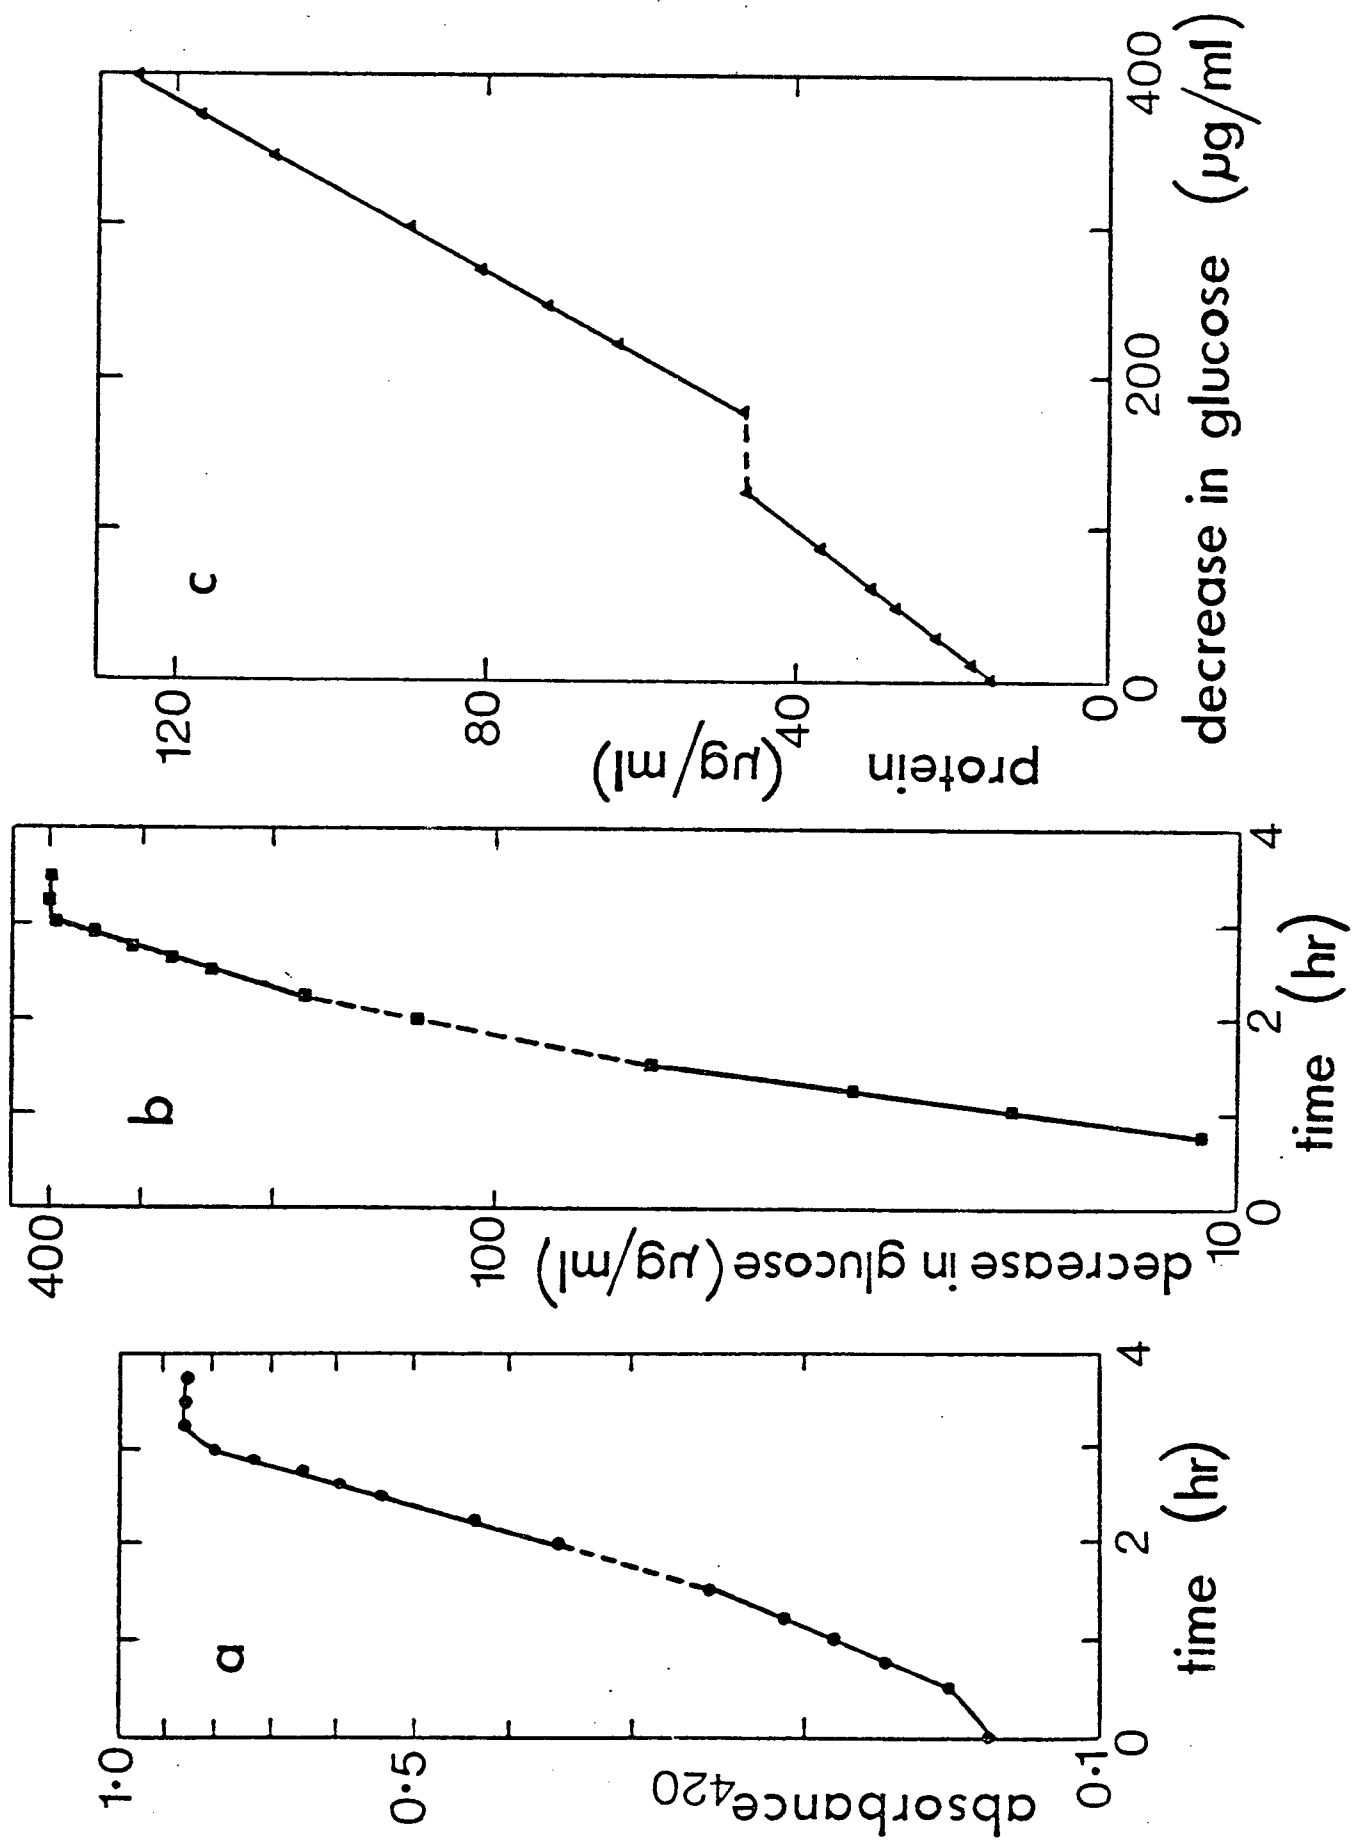 a
1·0
0·5
0·1
absorbance420
0 2 4
time (hr)
b
400
100
10
decrease in glucose (µg/ml)
0 2 4
time (hr)
c
120
80
40
0
protein (µg/ml)
0 200 400
decrease in glucose (µg/ml)